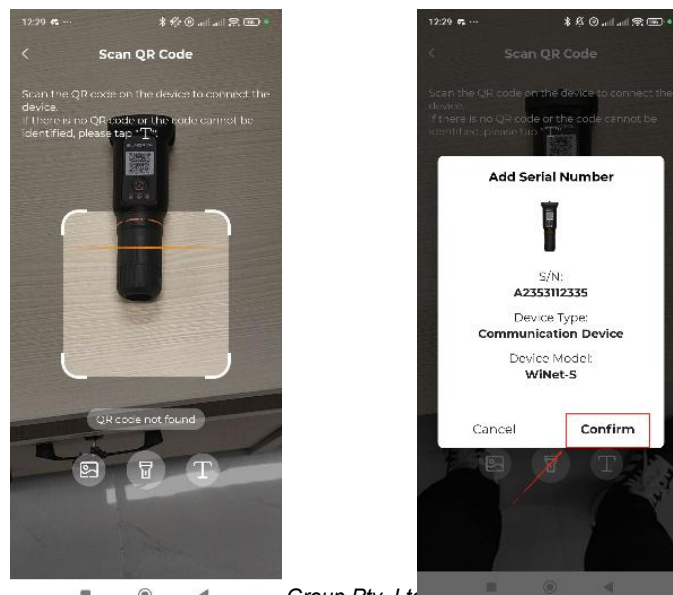 12:29
Scan QR Code
Scan the QR code on the device to connect the
device.
If there is no QR code or the code cannot be
identified, please tap "T".
SUNGROW
QR code not found
T
12:29
Scan QR Code
Scan the QR code on the device to connect the
device.
If there is no QR code or the code cannot be
identified, please tap "T".
Add Serial Number
S/N:
A2353112335
Device Type:
Communication Device
Device Model:
WiNet-S
Cancel
Confirm
T
Group Pty. Ltd